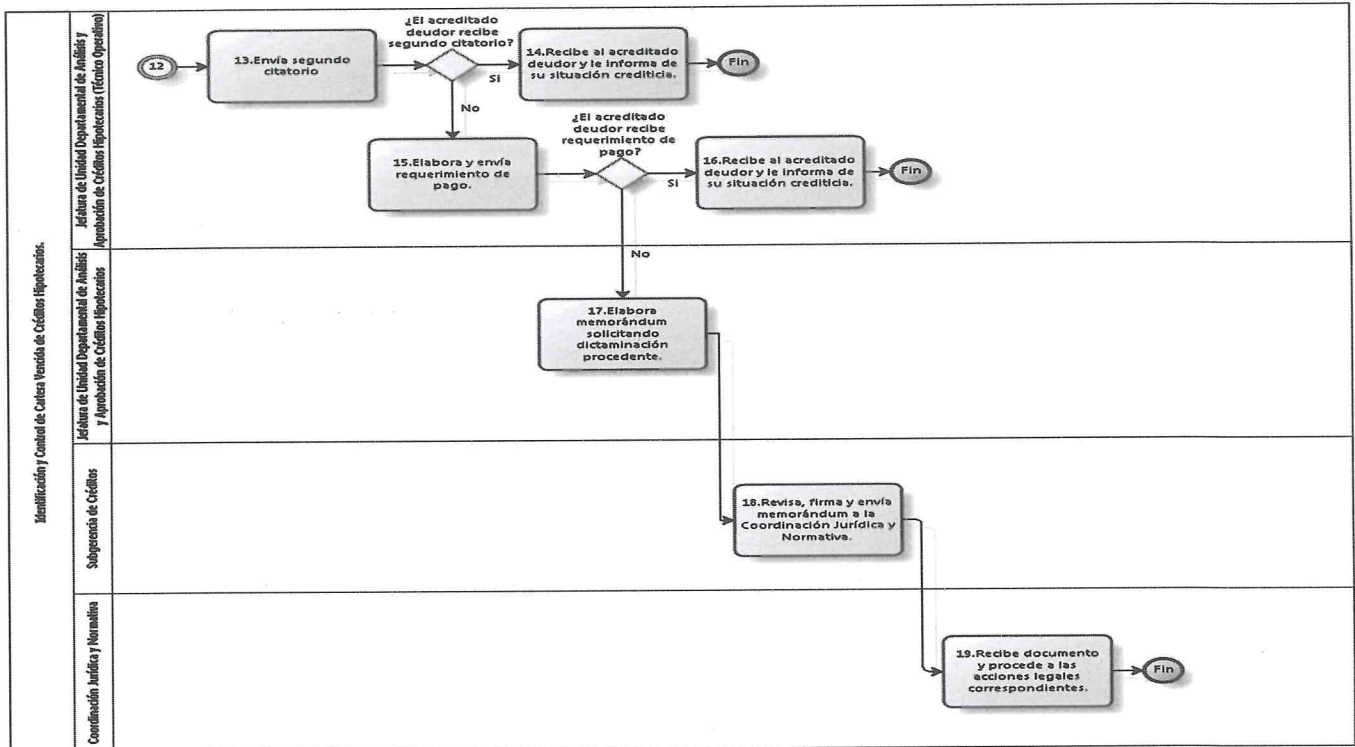 Identificación y Control de Cartera Vencida de Créditos Hipotecarios.
Jefatura de Unidad Departamental de Análisis y
Aprobación de Créditos Hipotecarios (Técnico Operativo)
12
13.Envía segundo
citatorio
¿El acreditado
deudor recibe
segundo citatorio?
Si
14.Recibe al acreditado
deudor y le informa de
su situación crediticia.
Fin
No
15.Elabora y envía
requerimiento de
pago.
¿El acreditado
deudor recibe
requerimiento de
pago?
Si
16.Recibe al acreditado
deudor y le informa de
su situación crediticia.
Fin
No
Jefatura de Unidad Departamental de Análisis
y Aprobación de Créditos Hipotecarios
17.Elabora
memorándum
solicitando
dictaminación
procedente.
Subgerencia de Créditos
18.Revisa, firma y envía
memorándum a la
Coordinación Jurídica y
Normativa.
Coordinación Jurídica y Normativa
19.Recibe documento
y procede a las
acciones legales
correspondientes.
Fin